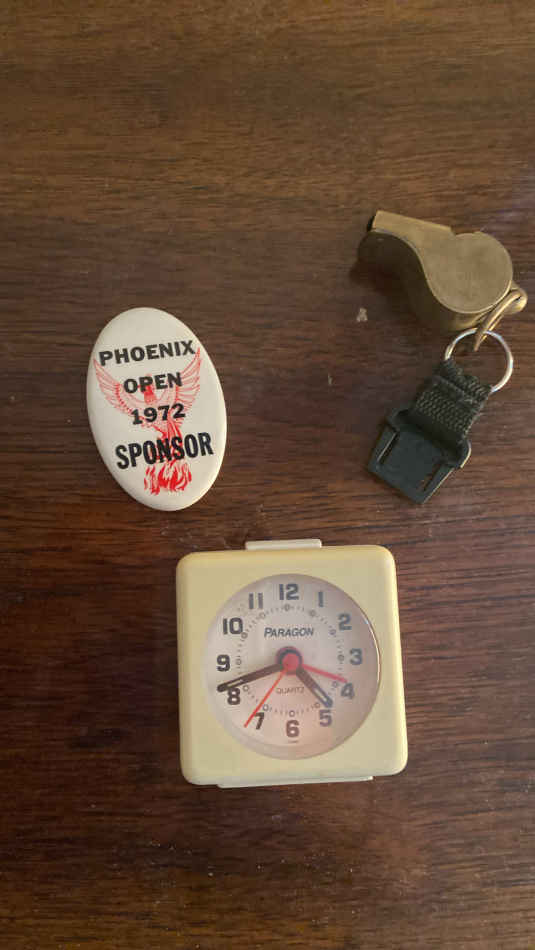 PHOENIX
OPEN
1972
SPONSOR
12
11 1
10 2
PARAGON
9 3
QUARTZ
8 4
7 5
6